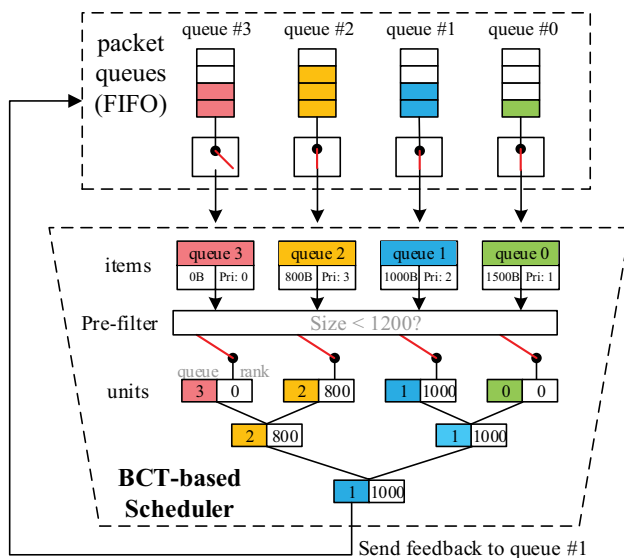 queue #3 queue #2 queue #1 queue #0
packet
queues
(FIFO)
items
queue 3 queue 2 queue 1 queue 0
0B Pri: 0 800B Pri: 3 1000B Pri: 2 1500B Pri: 1
Pre-filter
Size < 1200?
queue rank
units
3 0 2 800 1 1000 0 0
2 800 1 1000
BCT-based
Scheduler
1 1000
Send feedback to queue #1